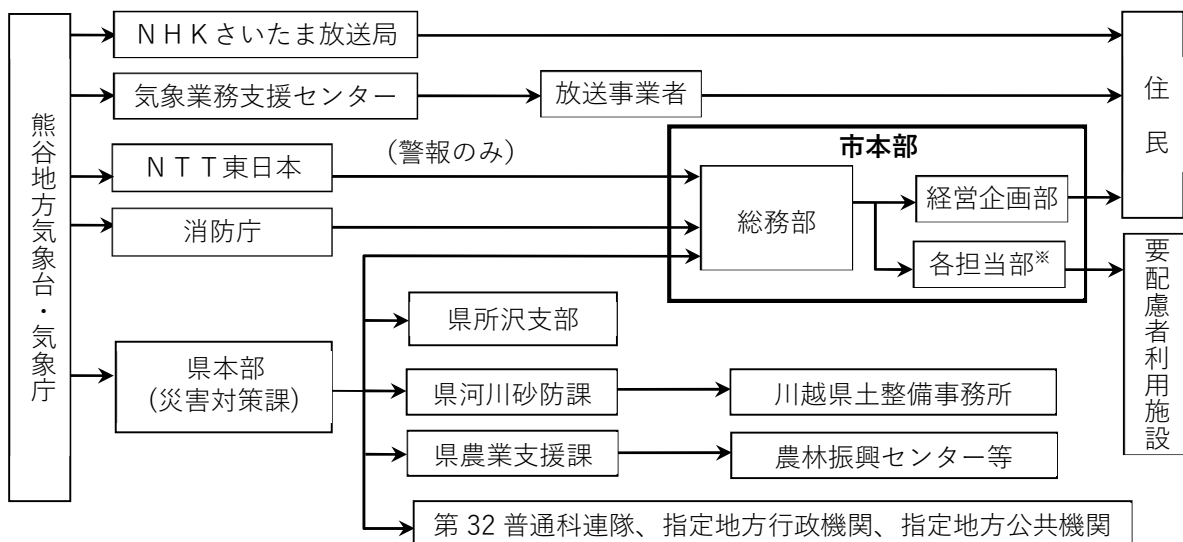 熊谷地方気象台・気象庁
ＮＨＫさいたま放送局
気象業務支援センター
放送事業者
住民
ＮＴＴ東日本
（警報のみ）
消防庁
市本部
総務部
経営企画部
各担当部※
要配慮者利用施設
県本部
(災害対策課)
県所沢支部
県河川砂防課
川越県土整備事務所
県農業支援課
農林振興センター等
第 32 普通科連隊、指定地方行政機関、指定地方公共機関